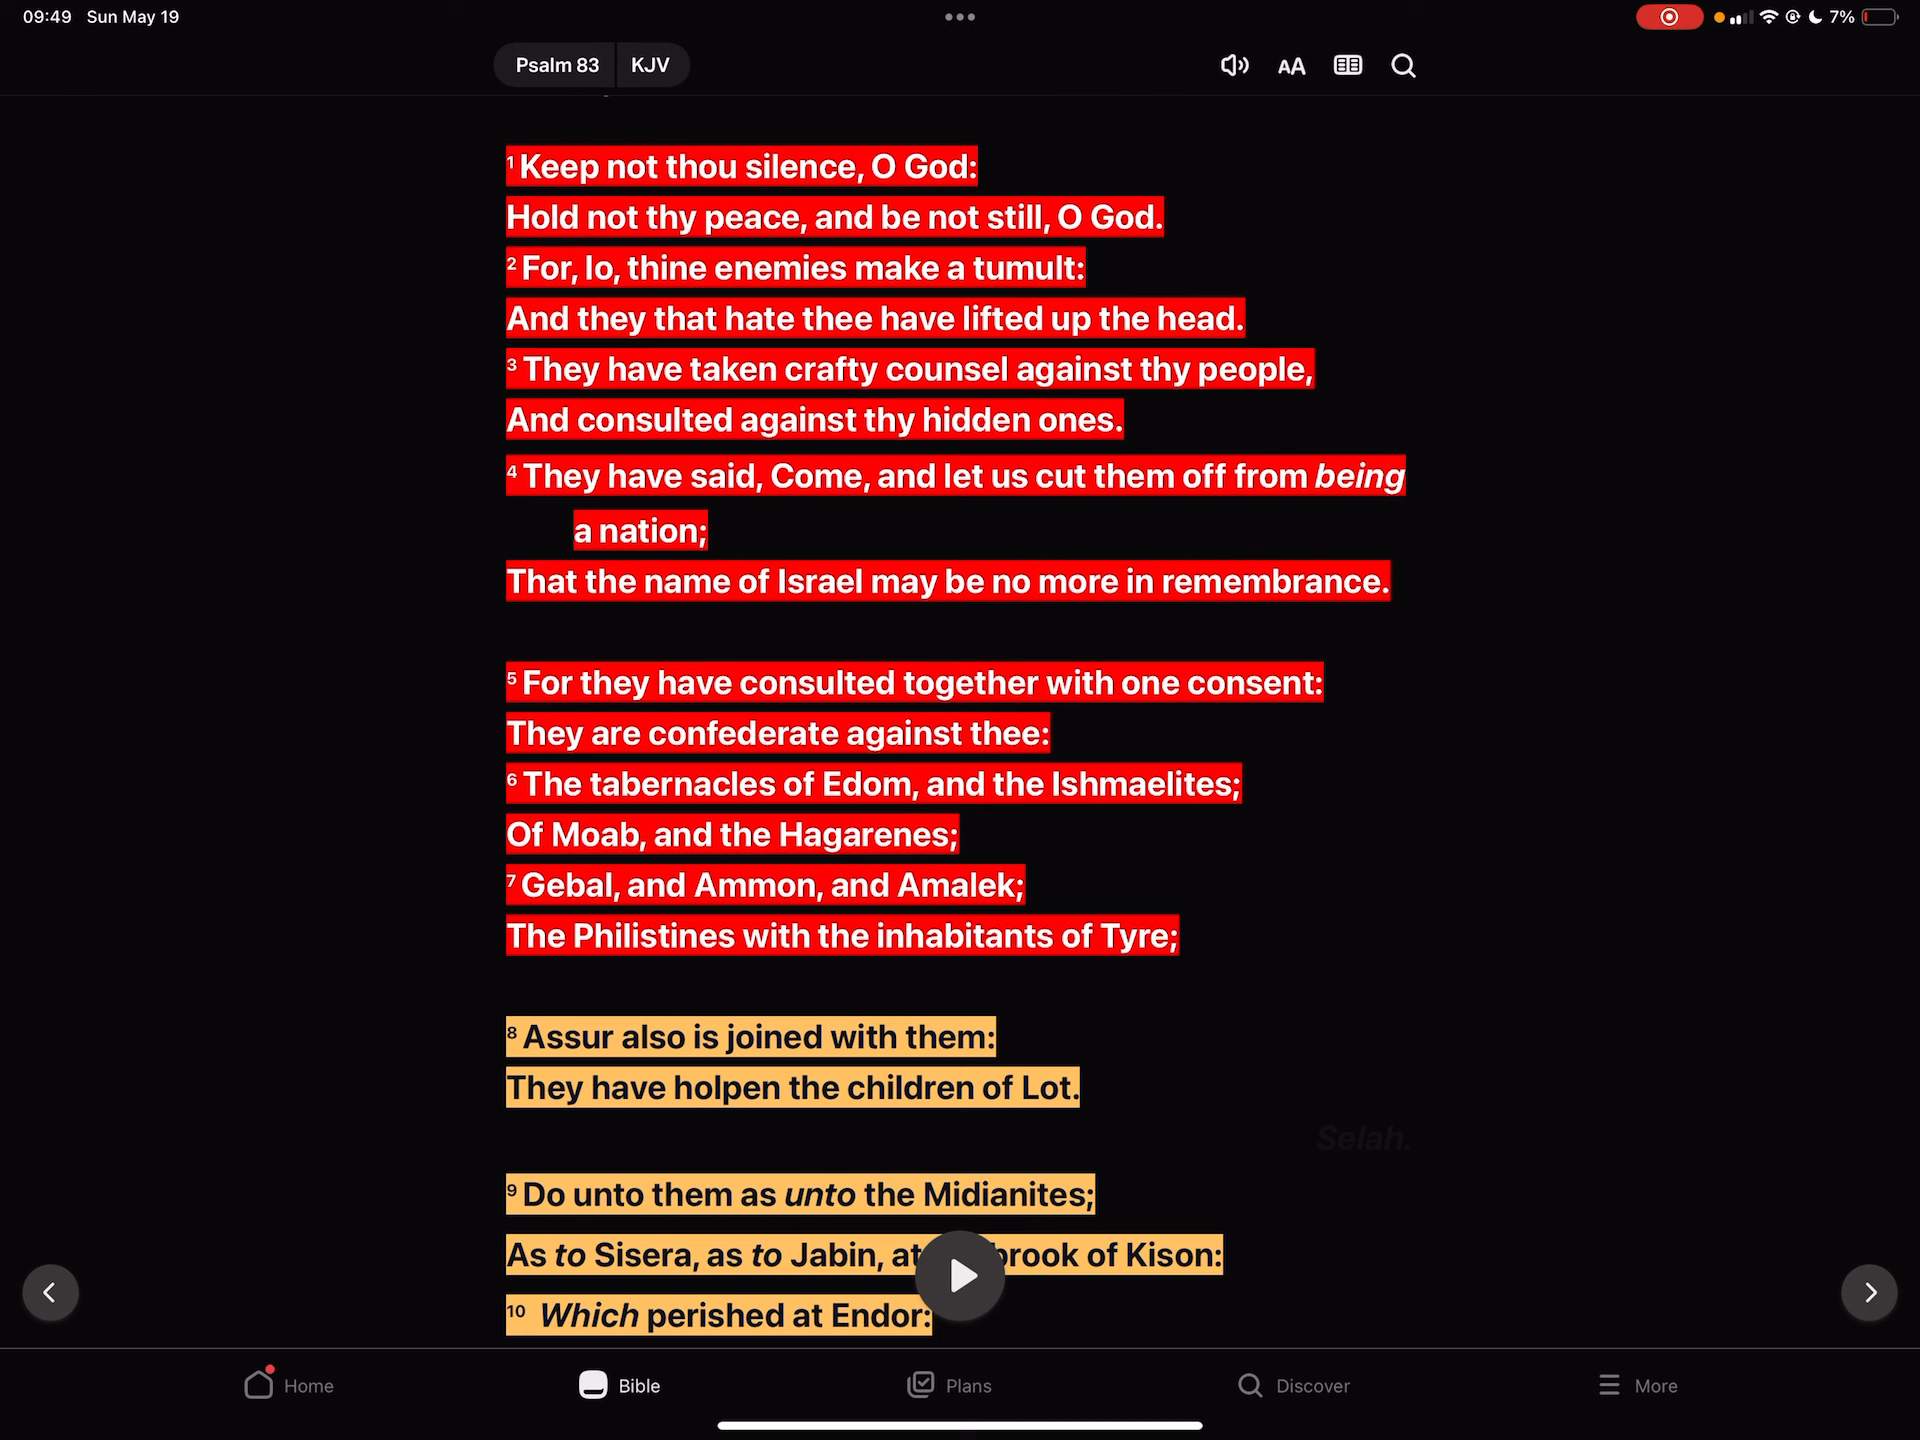 09:49 Sun May 19
7%
Psalm 83 KJV
AA
1 Keep not thou silence, O God:
Hold not thy peace, and be not still, O God.
2 For, lo, thine enemies make a tumult:
And they that hate thee have lifted up the head.
3 They have taken crafty counsel against thy people,
And consulted against thy hidden ones.
4 They have said, Come, and let us cut them off from being
a nation;
That the name of Israel may be no more in remembrance.
5 For they have consulted together with one consent:
They are confederate against thee:
6 The tabernacles of Edom, and the Ishmaelites;
Of Moab, and the Hagarenes;
7 Gebal, and Ammon, and Amalek;
The Philistines with the inhabitants of Tyre;
8 Assur also is joined with them:
They have holpen the children of Lot.
Selah.
9 Do unto them as unto the Midianites;
As to Sisera, as to Jabin, at brook of Kison:
10 Which perished at Endor:
Home Bible Plans Discover More